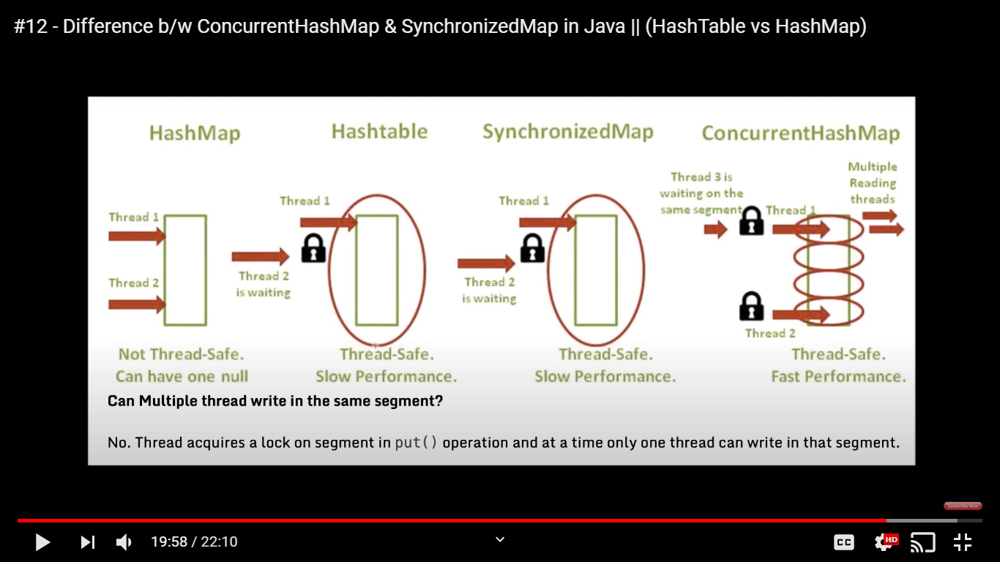 #12 - Difference b/w ConcurrentHashMap & SynchronizedMap in Java || (HashTable vs HashMap)
HashMap
Thread 1
Thread 2
Not Thread-Safe.
Can have one null
Hashtable
Thread 1
Thread 2
is waiting
Thread-Safe.
Slow Performance.
SynchronizedMap
Thread 1
Thread 2
is waiting
Thread-Safe.
Slow Performance.
ConcurrentHashMap
Thread 3 is
waiting on the
same segment
Thread 1
Multiple
Reading
threads
Thread 2
Thread-Safe.
Fast Performance.
Can Multiple thread write in the same segment?
No. Thread acquires a lock on segment in put() operation and at a time only one thread can write in that segment.
Subscribe Now
19:58 / 22:10
CC
HD